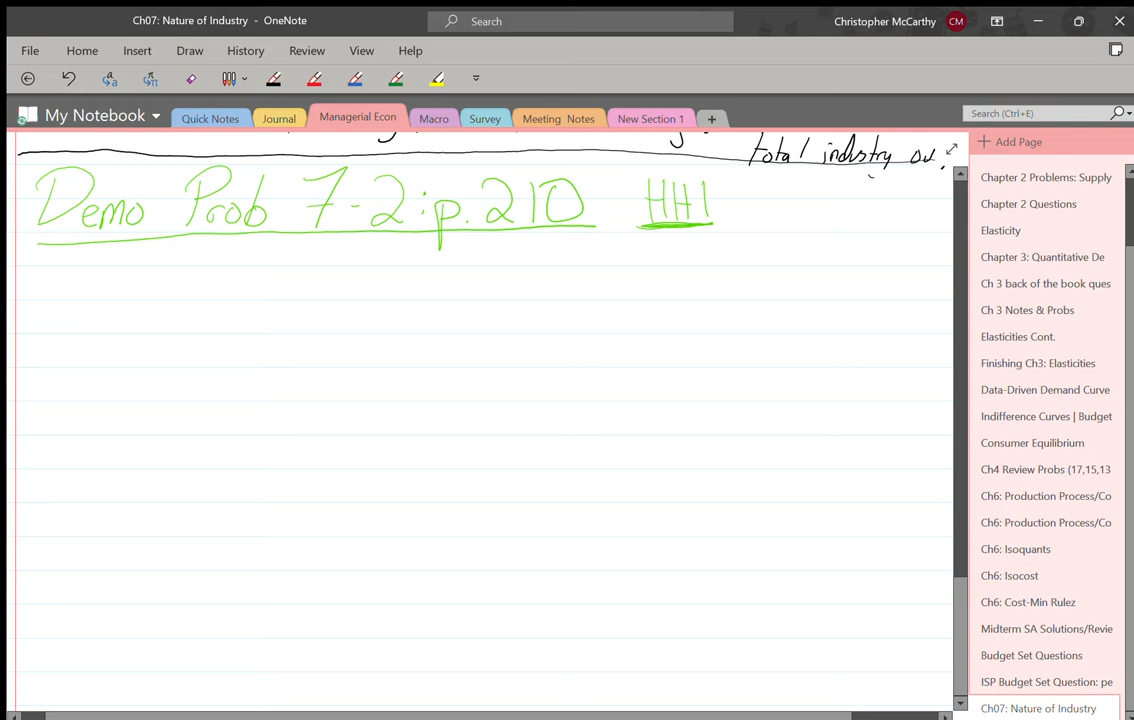 Ch07: Nature of Industry - OneNote
Search
Christopher McCarthy
CM
File Home Insert Draw History Review View Help
My Notebook
Quick Notes
Journal
Managerial Econ
Macro
Survey
Meeting Notes
New Section 1
+
Search (Ctrl+E)
total industry ou.
Demo Prob 7-2: p. 210 HHI
Add Page
Chapter 2 Problems: Supply
Chapter 2 Questions
Elasticity
Chapter 3: Quantitative De
Ch 3 back of the book ques
Ch 3 Notes & Probs
Elasticities Cont.
Finishing Ch3: Elasticities
Data-Driven Demand Curve
Indifference Curves | Budget
Consumer Equilibrium
Ch4 Review Probs (17,15,13
Ch6: Production Process/Co
Ch6: Production Process/Co
Ch6: Isoquants
Ch6: Isocost
Ch6: Cost-Min Rulez
Midterm SA Solutions/Revie
Budget Set Questions
ISP Budget Set Question: pe
Ch07: Nature of Industry